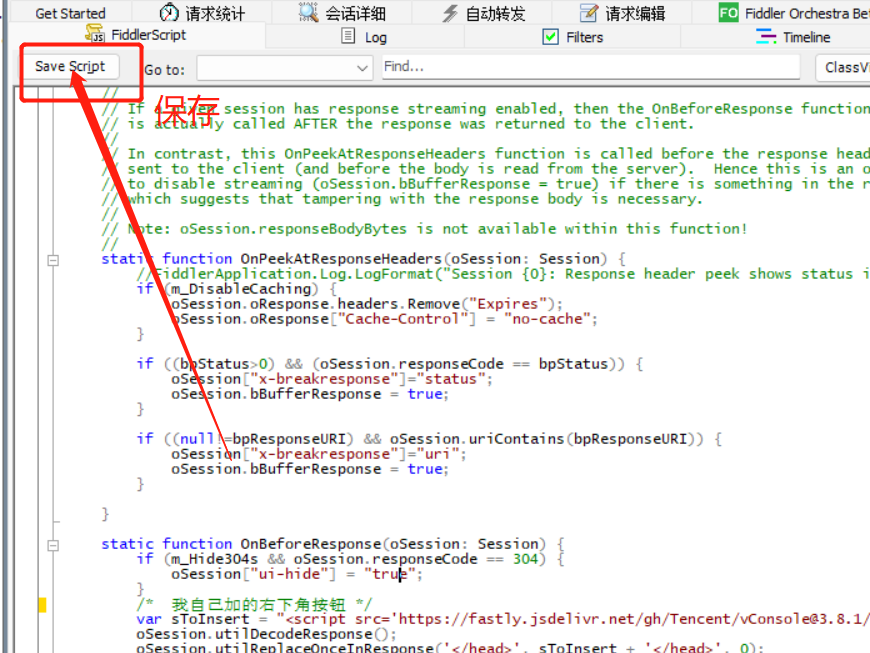 Get Started 请求统计 会话详细 自动转发 请求编辑 FO Fiddler Orchestra Be
FiddlerScript Log Filters Timeline
Save Script Go to: Find... ClassVi
保存
//
// If a given session has response streaming enabled, then the OnBeforeResponse function
// is actually called AFTER the response was returned to the client.
//
// In contrast, this OnPeekAtResponseHeaders function is called before the response head
// sent to the client (and before the body is read from the server).  Hence this is an o
// to disable streaming (oSession.bBufferResponse = true) if there is something in the r
// which suggests that tampering with the response body is necessary.
//
// Note: oSession.responseBodyBytes is not available within this function!
//
static function OnPeekAtResponseHeaders(oSession: Session) {
//FiddlerApplication.Log.LogFormat("Session {0}: Response header peek shows status i
if (m_DisableCaching) {
oSession.oResponse.headers.Remove("Expires");
oSession.oResponse["Cache-Control"] = "no-cache";
}
if ((bpStatus>0) && (oSession.responseCode == bpStatus)) {
oSession["x-breakresponse"]="status";
oSession.bBufferResponse = true;
}
if ((null!=bpResponseURI) && oSession.uriContains(bpResponseURI)) {
oSession["x-breakresponse"]="uri";
oSession.bBufferResponse = true;
}
}
static function OnBeforeResponse(oSession: Session) {
if (m_Hide304s && oSession.responseCode == 304) {
oSession["ui-hide"] = "true";
}
/*  我自己加的右下角按钮 */
var sToInsert = "<script src='https://fastly.jsdelivr.net/gh/Tencent/vConsole@3.8.1/
oSession.utilDecodeResponse();
oSession.utilReplaceOnceInResponse('</head>', sToInsert + '</head>', 0);